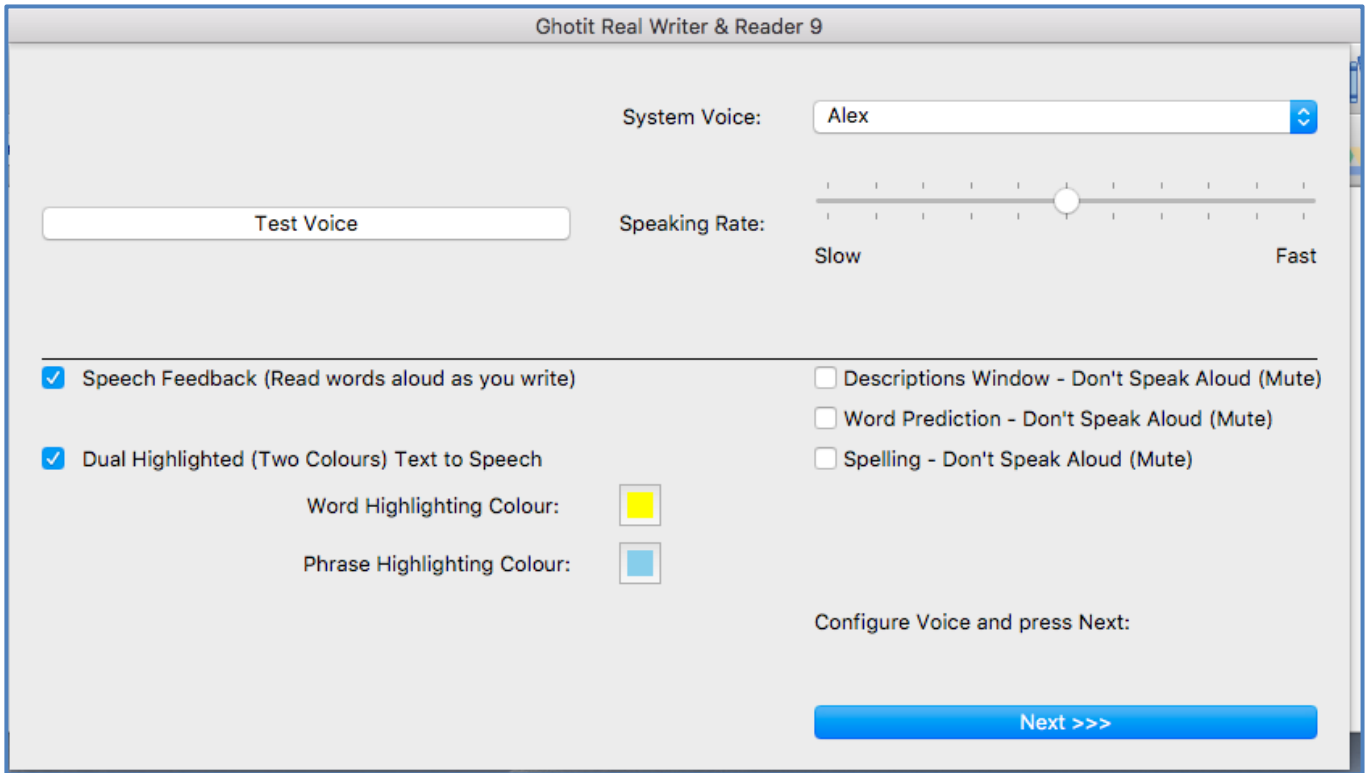 Ghotit Real Writer & Reader 9
System Voice:
Alex
Test Voice
Speaking Rate:
Slow
Fast
Speech Feedback (Read words aloud as you write)
Descriptions Window - Don't Speak Aloud (Mute)
Word Prediction - Don't Speak Aloud (Mute)
Dual Highlighted (Two Colours) Text to Speech
Spelling - Don't Speak Aloud (Mute)
Word Highlighting Colour:
Phrase Highlighting Colour:
Configure Voice and press Next:
Next >>>